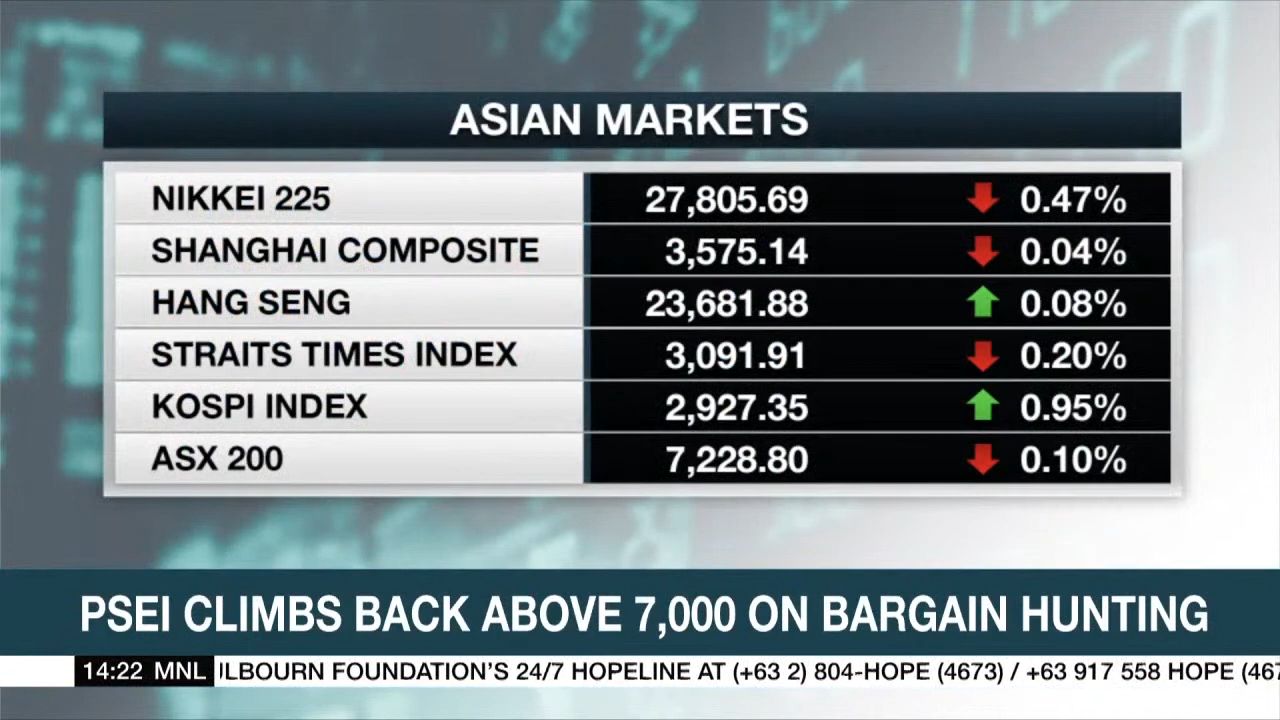 ASIAN MARKETS
NIKKEI 225 27,805.69 0.47%
SHANGHAI COMPOSITE 3,575.14 0.04%
HANG SENG 23,681.88 0.08%
STRAITS TIMES INDEX 3,091.91 0.20%
KOSPI INDEX 2,927.35 0.95%
ASX 200 7,228.80 0.10%
PSEI CLIMBS BACK ABOVE 7,000 ON BARGAIN HUNTING
14:22 MNL FOUNDATION'S 24/7 HOPELINE AT (+63 2) 804-HOPE (4673) / +63 917 558 HOPE